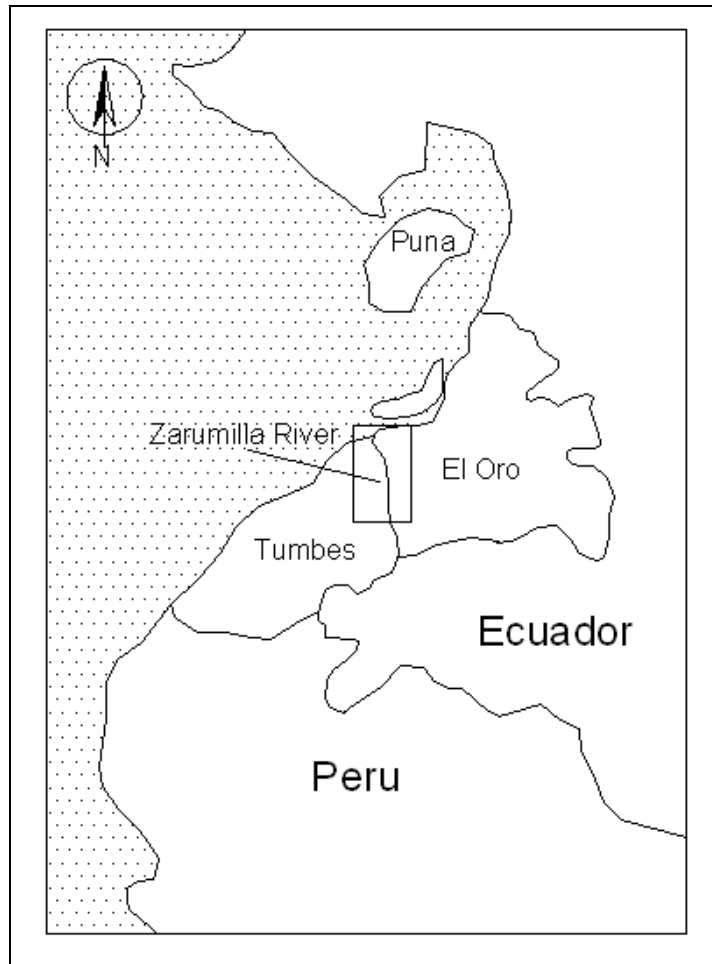 N
Puna
Zarumilla River
El Oro
Tumbes
Ecuador
Peru